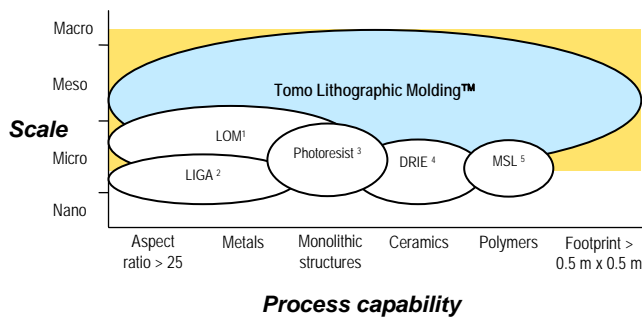 Macro
Meso
Tomo Lithographic Molding™
Scale
LOM¹
Photoresist ³
Micro
DRIE ⁴
MSL ⁵
LIGA ²
Nano
Aspect ratio > 25
Metals
Monolithic structures
Ceramics
Polymers
Footprint > 0.5 m x 0.5 m
Process capability